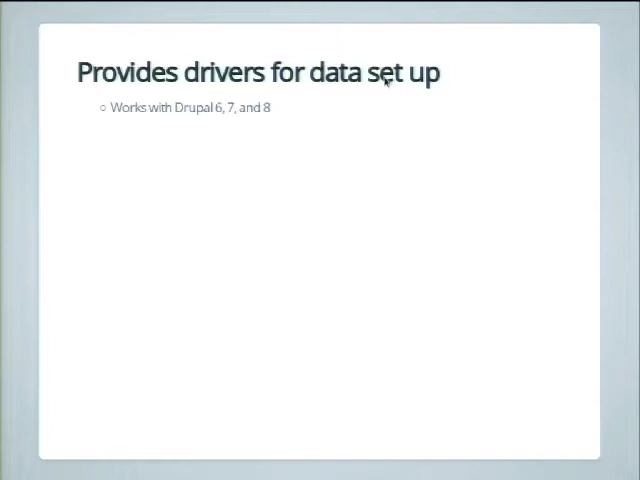 Provides drivers for data set up
○ Works with Drupal 6, 7, and 8